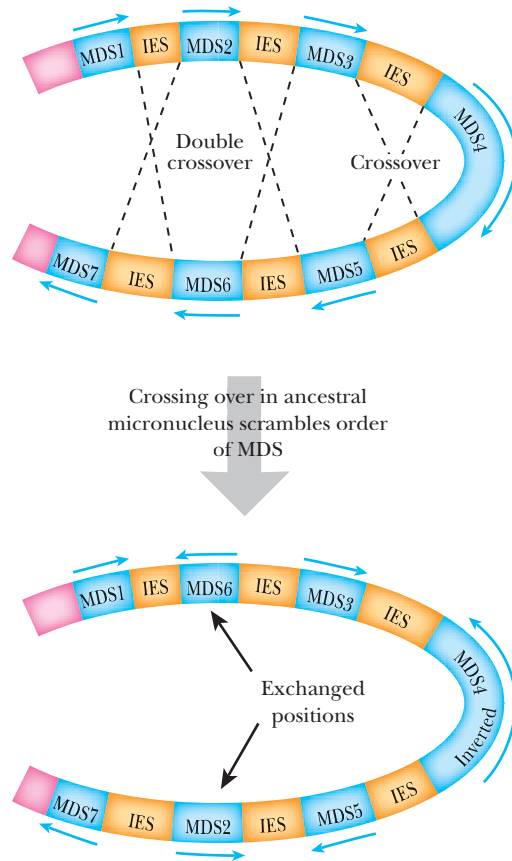 MDS1
IES
MDS2
IES
MDS3
IES
MDS4
Double
crossover
Crossover
MDS7
IES
MDS6
IES
MDS5
IES
Crossing over in ancestral
micronucleus scrambles order
of MDS
MDS1
IES
MDS6
IES
MDS3
IES
MDS4
Inverted
Exchanged
positions
MDS7
IES
MDS2
IES
MDS5
IES